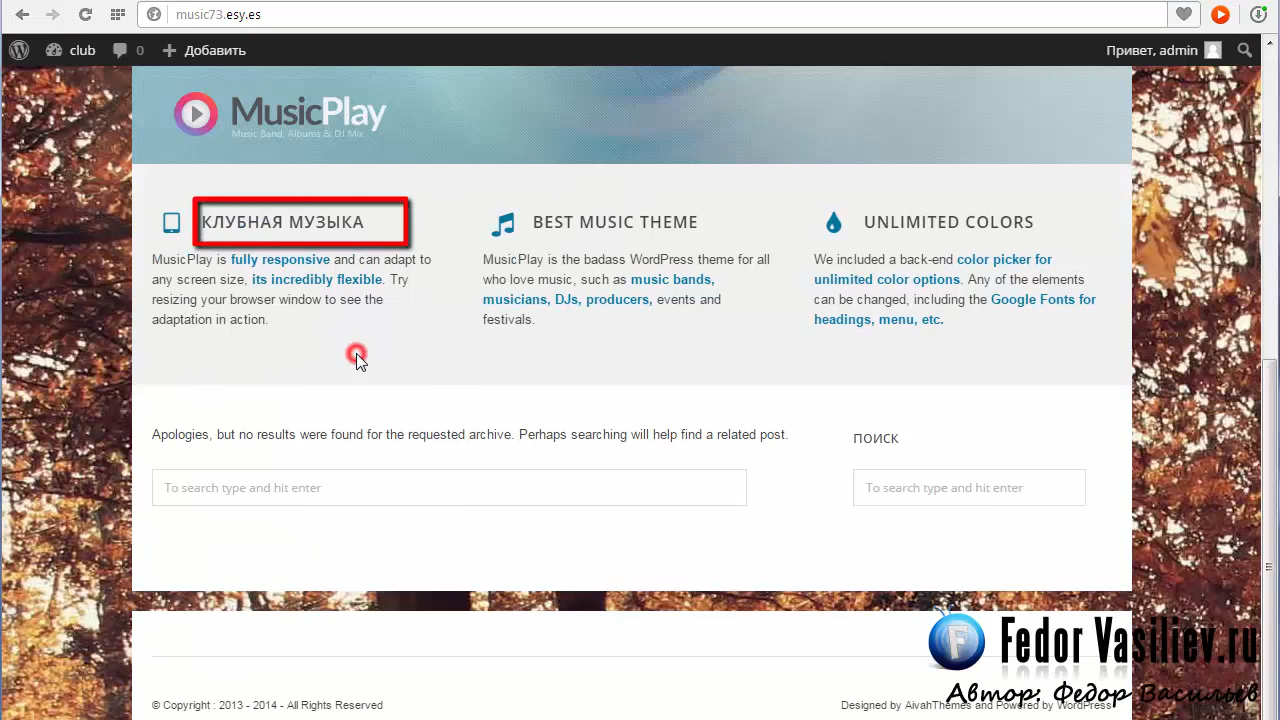 music73.esy.es
club 0 Добавить
Привет, admin
MusicPlay
Music Band, Albums & DJ Mix
КЛУБНАЯ МУЗЫКА
MusicPlay is fully responsive and can adapt to
any screen size, its incredibly flexible. Try
resizing your browser window to see the
adaptation in action.
BEST MUSIC THEME
MusicPlay is the badass WordPress theme for all
who love music, such as music bands,
musicians, DJs, producers, events and
festivals.
UNLIMITED COLORS
We included a back-end color picker for
unlimited color options. Any of the elements
can be changed, including the Google Fonts for
headings, menu, etc.
Apologies, but no results were found for the requested archive. Perhaps searching will help find a related post.
To search type and hit enter
ПОИСК
To search type and hit enter
F
Fedor Vasiliev.ru
Автор: Федор Васильев
© Copyright : 2013 - 2014 - All Rights Reserved
Designed by AivahThemes and Powered by WordPress